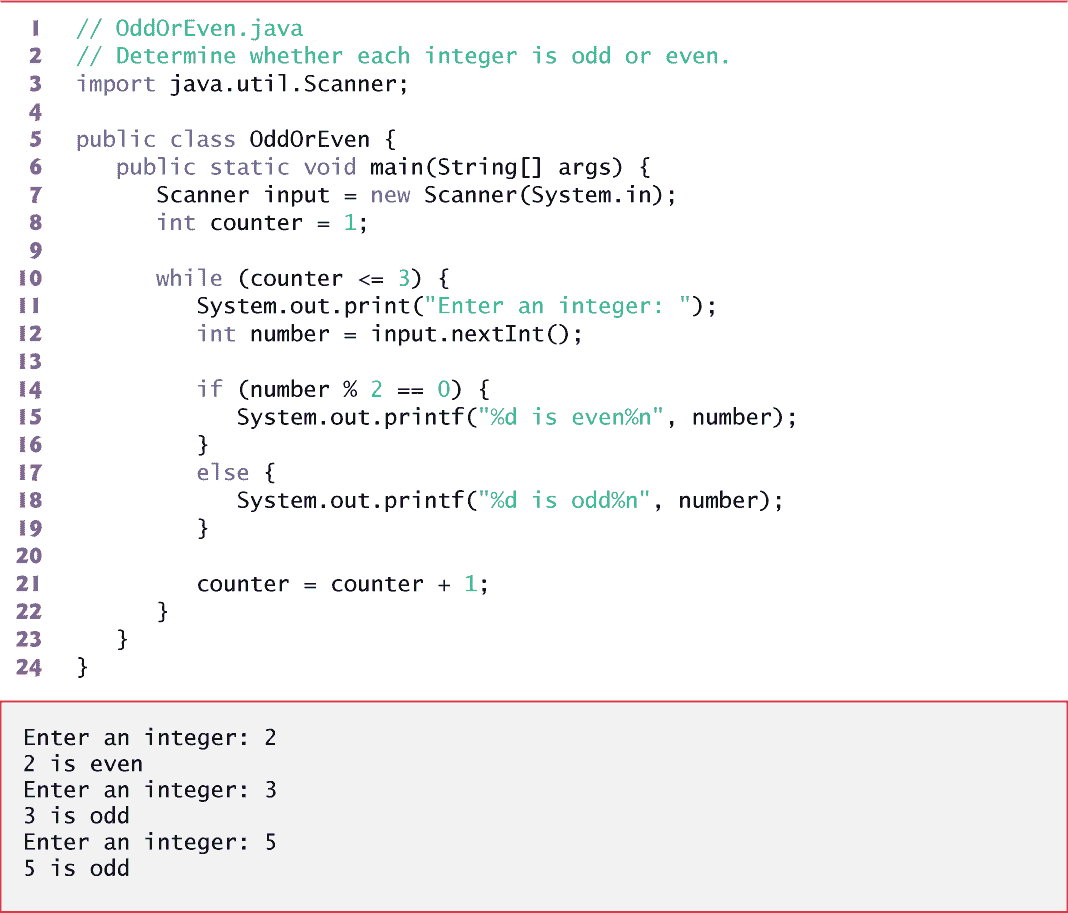 1 // OddOrEven.java
2 // Determine whether each integer is odd or even.
3 import java.util.Scanner;
4
5 public class OddOrEven {
6    public static void main(String[] args) {
7       Scanner input = new Scanner(System.in);
8       int counter = 1;
9
10       while (counter <= 3) {
11          System.out.print("Enter an integer: ");
12          int number = input.nextInt();
13
14          if (number % 2 == 0) {
15             System.out.printf("%d is even%n", number);
16          }
17          else {
18             System.out.printf("%d is odd%n", number);
19          }
20
21          counter = counter + 1;
22       }
23    }
24 }
Enter an integer: 2
2 is even
Enter an integer: 3
3 is odd
Enter an integer: 5
5 is odd